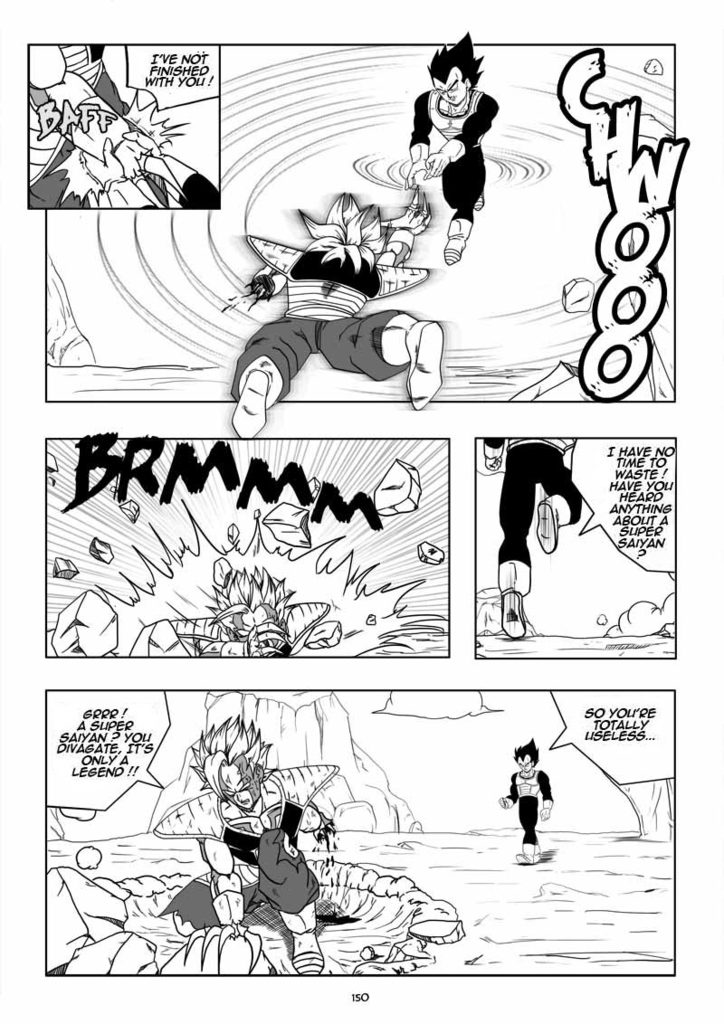 I'VE NOT
FINISHED
WITH YOU !
BAFF
CHWOOO
BRMMMM
I HAVE NO
TIME TO
WASTE !
HAVE YOU
HEARD
ANYTHING
ABOUT A
SUPER
SAIYAN
?
GRRR !
A SUPER
SAIYAN ? YOU
DIVAGATE, IT'S
ONLY A
LEGEND !!
SO YOU'RE
TOTALLY
USELESS...
150